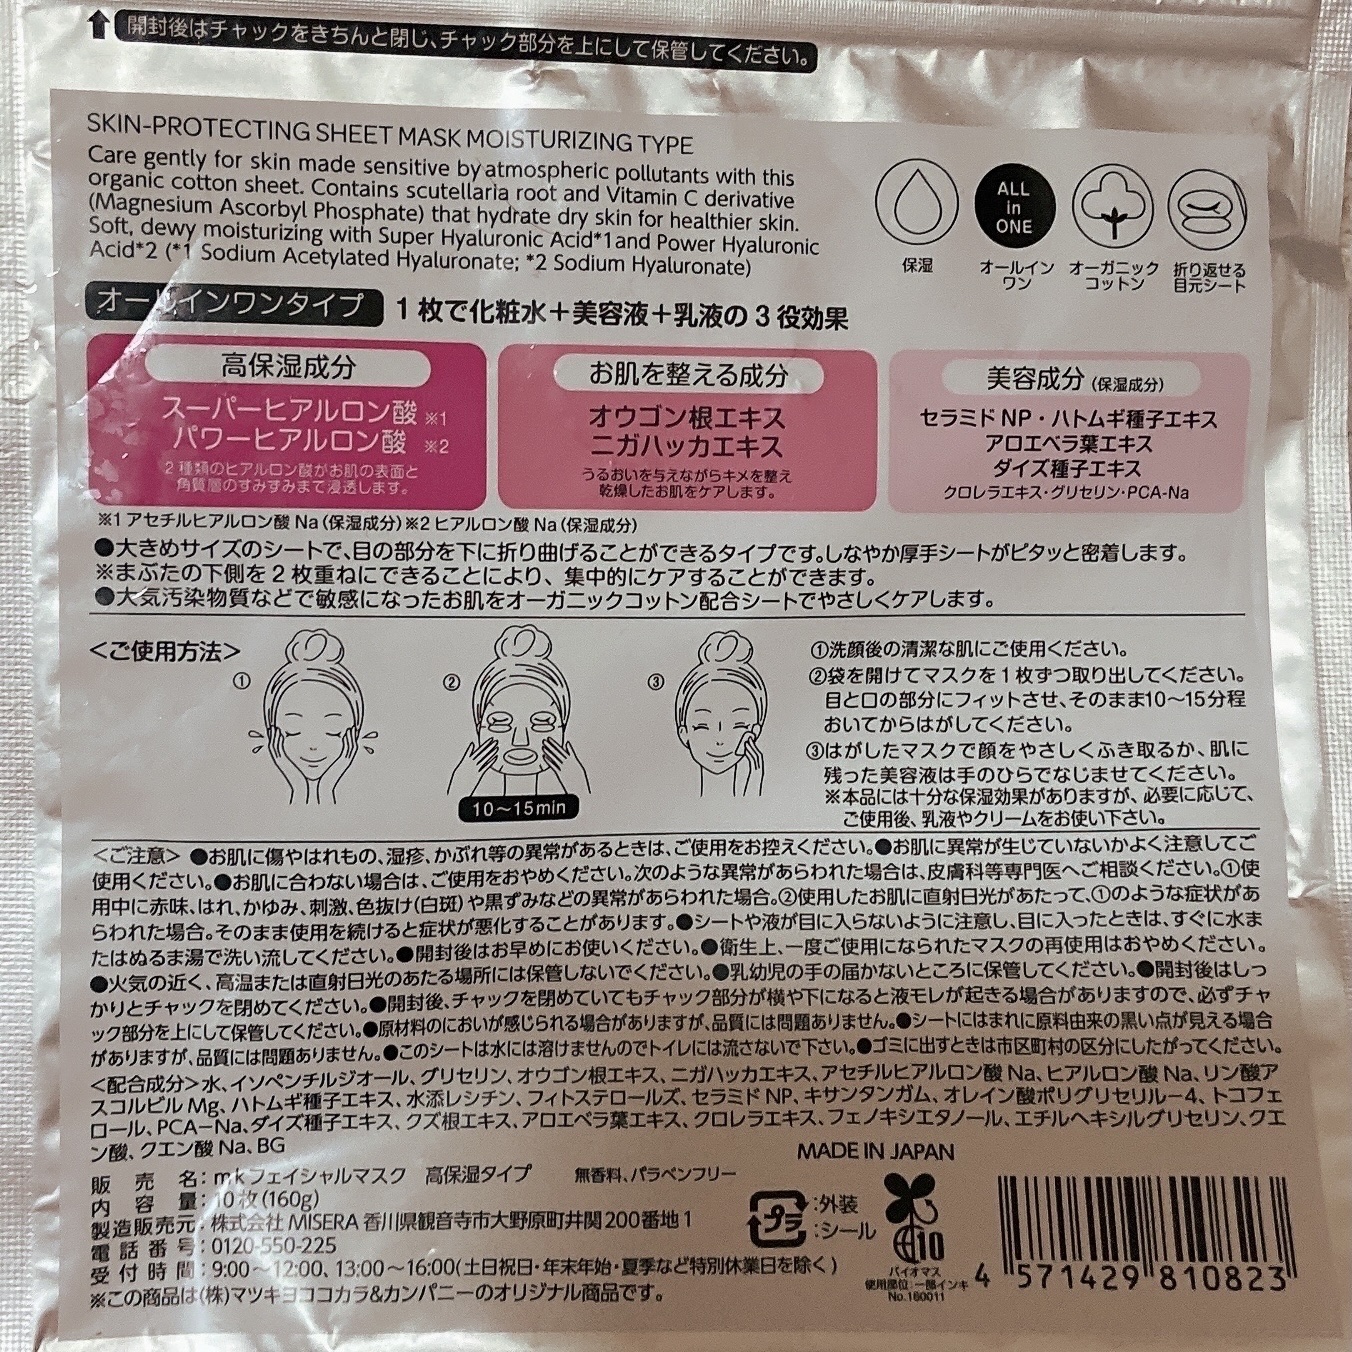 開封後はチャックをきちんと閉じ、チャック部分を上にして保管してください。
SKIN-PROTECTING SHEET MASK MOISTURIZING TYPE
Care gently for skin made sensitive by atmospheric pollutants with this
organic cotton sheet. Contains scutellaria root and Vitamin C derivative
(Magnesium Ascorbyl Phosphate) that hydrate dry skin for healthier skin.
Soft, dewy moisturizing with Super Hyaluronic Acid*1 and Power Hyaluronic
Acid*2 (*1 Sodium Acetylated Hyaluronate; *2 Sodium Hyaluronate)
ALL
in
ONE
保湿
オールイン
ワン
オーガニック
コットン
折り返せる
目元シート
オールインワンタイプ 1枚で化粧水+美容液+乳液の3役効果
高保湿成分
スーパーヒアルロン酸 ※1
パワーヒアルロン酸 ※2
2種類のヒアルロン酸がお肌の表面と
角質層のすみずみまで浸透します。
お肌を整える成分
オウゴン根エキス
ニガハッカエキス
うるおいを与えながらキメを整え
乾燥したお肌をケアします。
美容成分 (保湿成分)
セラミド NP・ハトムギ種子エキス
アロエベラ葉エキス
ダイズ種子エキス
クロレラエキス・グリセリン・PCA-Na
※1 アセチルヒアルロン酸 Na (保湿成分) ※2 ヒアルロン酸 Na (保湿成分)
●大きめサイズのシートで、目の部分を下に折り曲げることができるタイプです。しなやか厚手シートがピタッと密着します。
※まぶたの下側を2枚重ねにできることにより、集中的にケアすることができます。
●大気汚染物質などで敏感になったお肌をオーガニックコットン配合シートでやさしくケアします。
<ご使用方法>
① ② ③
10～15min
①洗顔後の清潔な肌にご使用ください。
②袋を開けてマスクを1枚ずつ取り出してください。
目と口の部分にフィットさせ、そのまま10～15分程
おいてからはがしてください。
③はがしたマスクで顔をやさしくふき取るか、肌に
残った美容液は手のひらでなじませてください。
※本品には十分な保湿効果がありますが、必要に応じて、
ご使用後、乳液やクリームをお使い下さい。
<ご注意> ●お肌に傷やはれもの、湿疹、かぶれ等の異常があるときは、ご使用をお控えください。●お肌に異常が生じていないかよく注意してご
使用ください。●お肌に合わない場合は、ご使用をおやめください。次のような異常があらわれた場合は、皮膚科等専門医へご相談ください。①使
用中に赤味、はれ、かゆみ、刺激、色抜け(白斑)や黒ずみなどの異常があらわれた場合。②使用したお肌に直射日光があたって、①のような症状があ
らわれた場合。そのまま使用を続けると症状が悪化することがあります。●シートや液が目に入らないように注意し、目に入ったときは、すぐに水ま
たはぬるま湯で洗い流してください。●開封後はお早めにお使いください。●衛生上、一度ご使用になられたマスクの再使用はおやめください。
●火気の近く、高温または直射日光のあたる場所には保管しないでください。●乳幼児の手の届かないところに保管してください。●開封後はしっ
かりとチャックを閉めてください。●開封後、チャックを閉めていてもチャック部分が横や下になると液モレが起きる場合がありますので、必ずチャ
ック部分を上にして保管してください。●原材料のにおいが感じられる場合がありますが、品質には問題ありません。●シートにはまれに原料由来の黒い点が見える場合
がありますが、品質には問題ありません。●このシートは水には溶けませんのでトイレには流さないで下さい。●ゴミに出すときは市区町村の区分にしたがってください。
<配合成分>水、イソペンチルジオール、グリセリン、オウゴン根エキス、ニガハッカエキス、アセチルヒアルロン酸 Na、ヒアルロン酸 Na、リン酸ア
スコルビル Mg、ハトムギ種子エキス、水添レシチン、フィトステロールズ、セラミド NP、キサンタンガム、オレイン酸ポリグリセリル-4、トコフェ
ロール、PCA-Na、ダイズ種子エキス、クズ根エキス、アロエベラ葉エキス、クロレラエキス、フェノキシエタノール、エチルヘキシルグリセリン、クエ
ン酸、クエン酸 Na、BG
MADE IN JAPAN
販売名：mkフェイシャルマスク 高保湿タイプ 無香料、パラベンフリー
内容量：10枚(160g)
製造販売元：株式会社 MISERA 香川県観音寺市大野原町井関200番地1
電話番号：0120-550-225
受付時間：9:00～12:00、13:00～16:00(土日祝日・年末年始・夏季など特別休業日を除く)
※この商品は(株)マツキヨココカラ&カンパニーのオリジナル商品です。
プラ
：外装
：シール
10
バイオマス
使用部位：一部インキ
No.160011
4 571429 810823